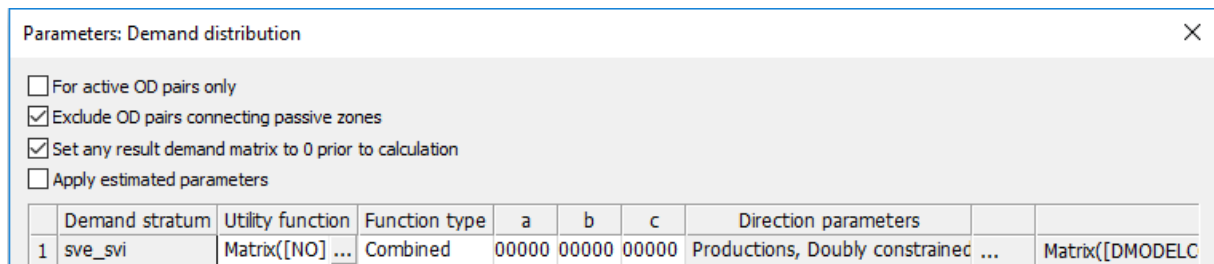 Parameters: Demand distribution
For active OD pairs only
Exclude OD pairs connecting passive zones
Set any result demand matrix to 0 prior to calculation
Apply estimated parameters
Demand stratum Utility function Function type a b c Direction parameters
1 sve_svi Matrix([NO] ... Combined 00000 00000 00000 Productions, Doubly constrained ... Matrix([DMODELC